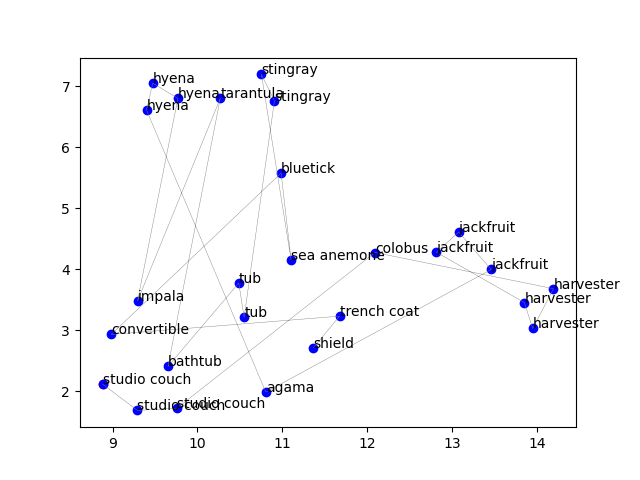 stingray
7
hyena
hyena
tarantula
stingray
hyena
6
bluetick
5
jackfruit
colobus
jackfruit
sea anemone
4
jackfruit
tub
harvester
impala
harvester
tub
trench coat
harvester
3
convertible
shield
bathtub
studio couch
2
agama
studio couch
studio couch
9 10 11 12 13 14